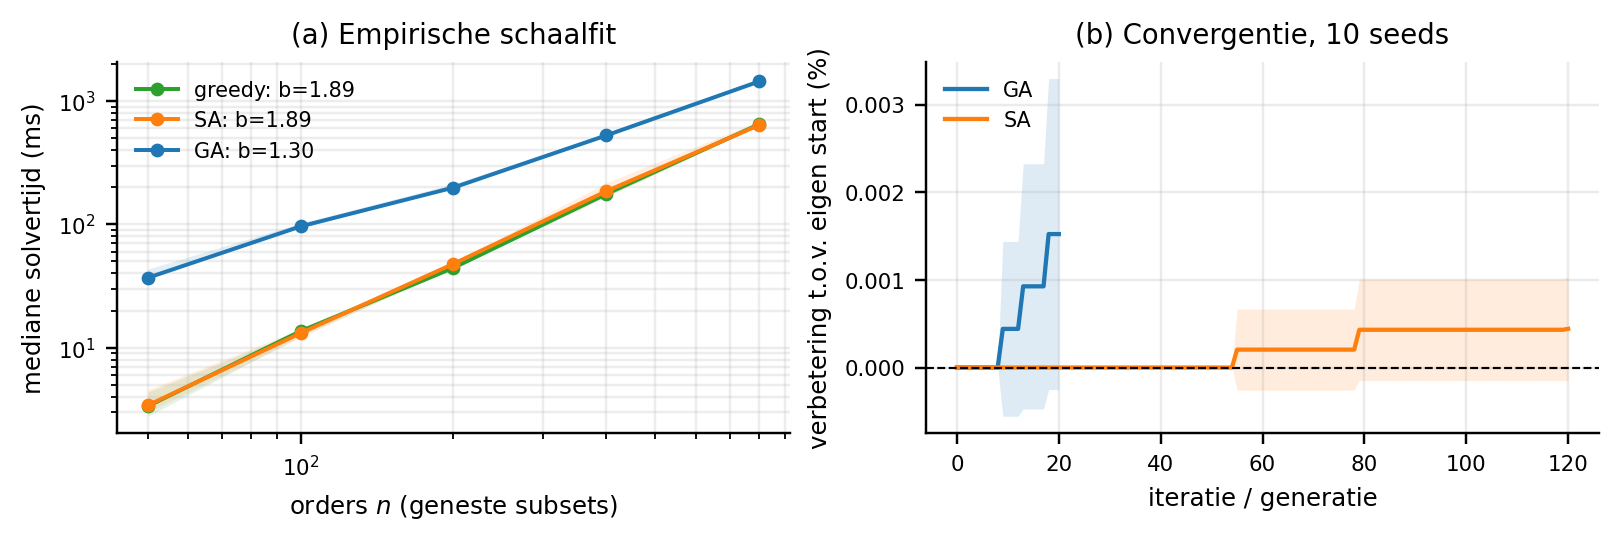 (a) Empirische schaalfit
mediane solvertijd (ms)
10³
10²
10¹
greedy: b=1.89
SA: b=1.89
GA: b=1.30
10²
orders n (geneste subsets)
(b) Convergentie, 10 seeds
verbetering t.o.v. eigen start (%)
0.003
0.002
0.001
0.000
GA
SA
0 20 40 60 80 100 120
iteratie / generatie